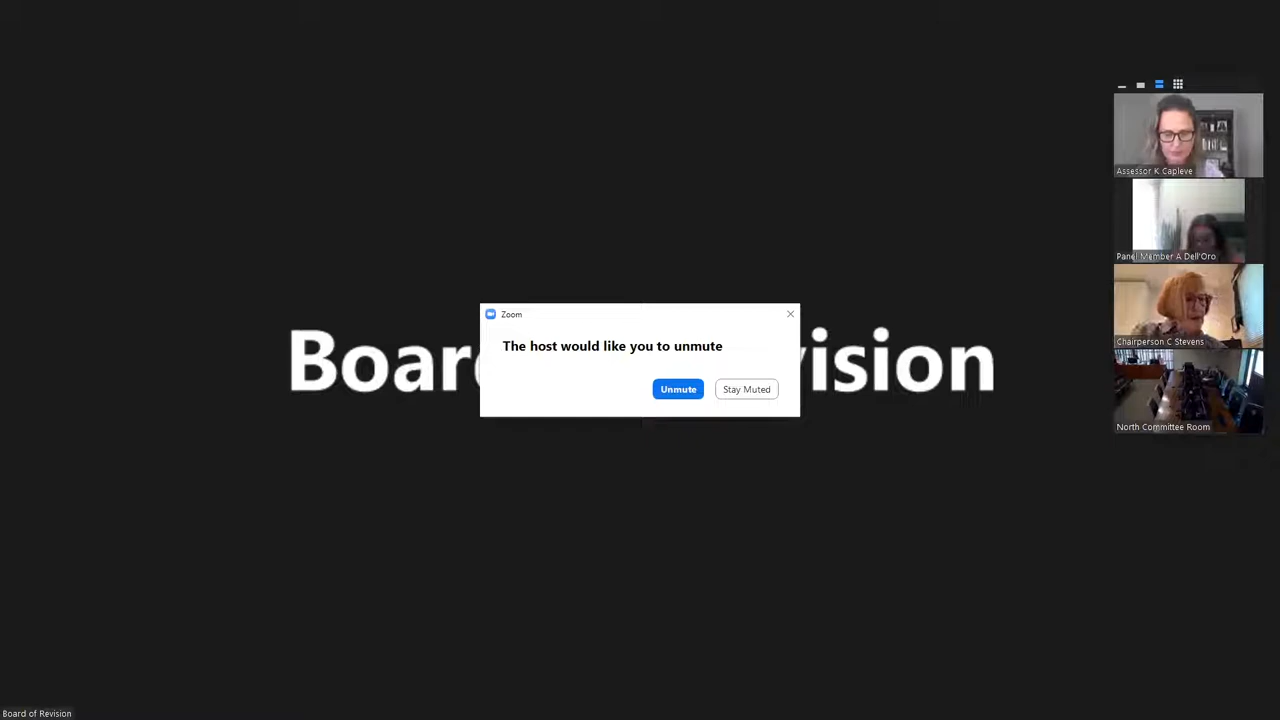 Assessor K Capleve
Panel Member A Dell'Oro
Zoom
The host would like you to unmute
Boar
vision
Unmute
Stay Muted
Chairperson C Stevens
North Committee Room
Board of Revision